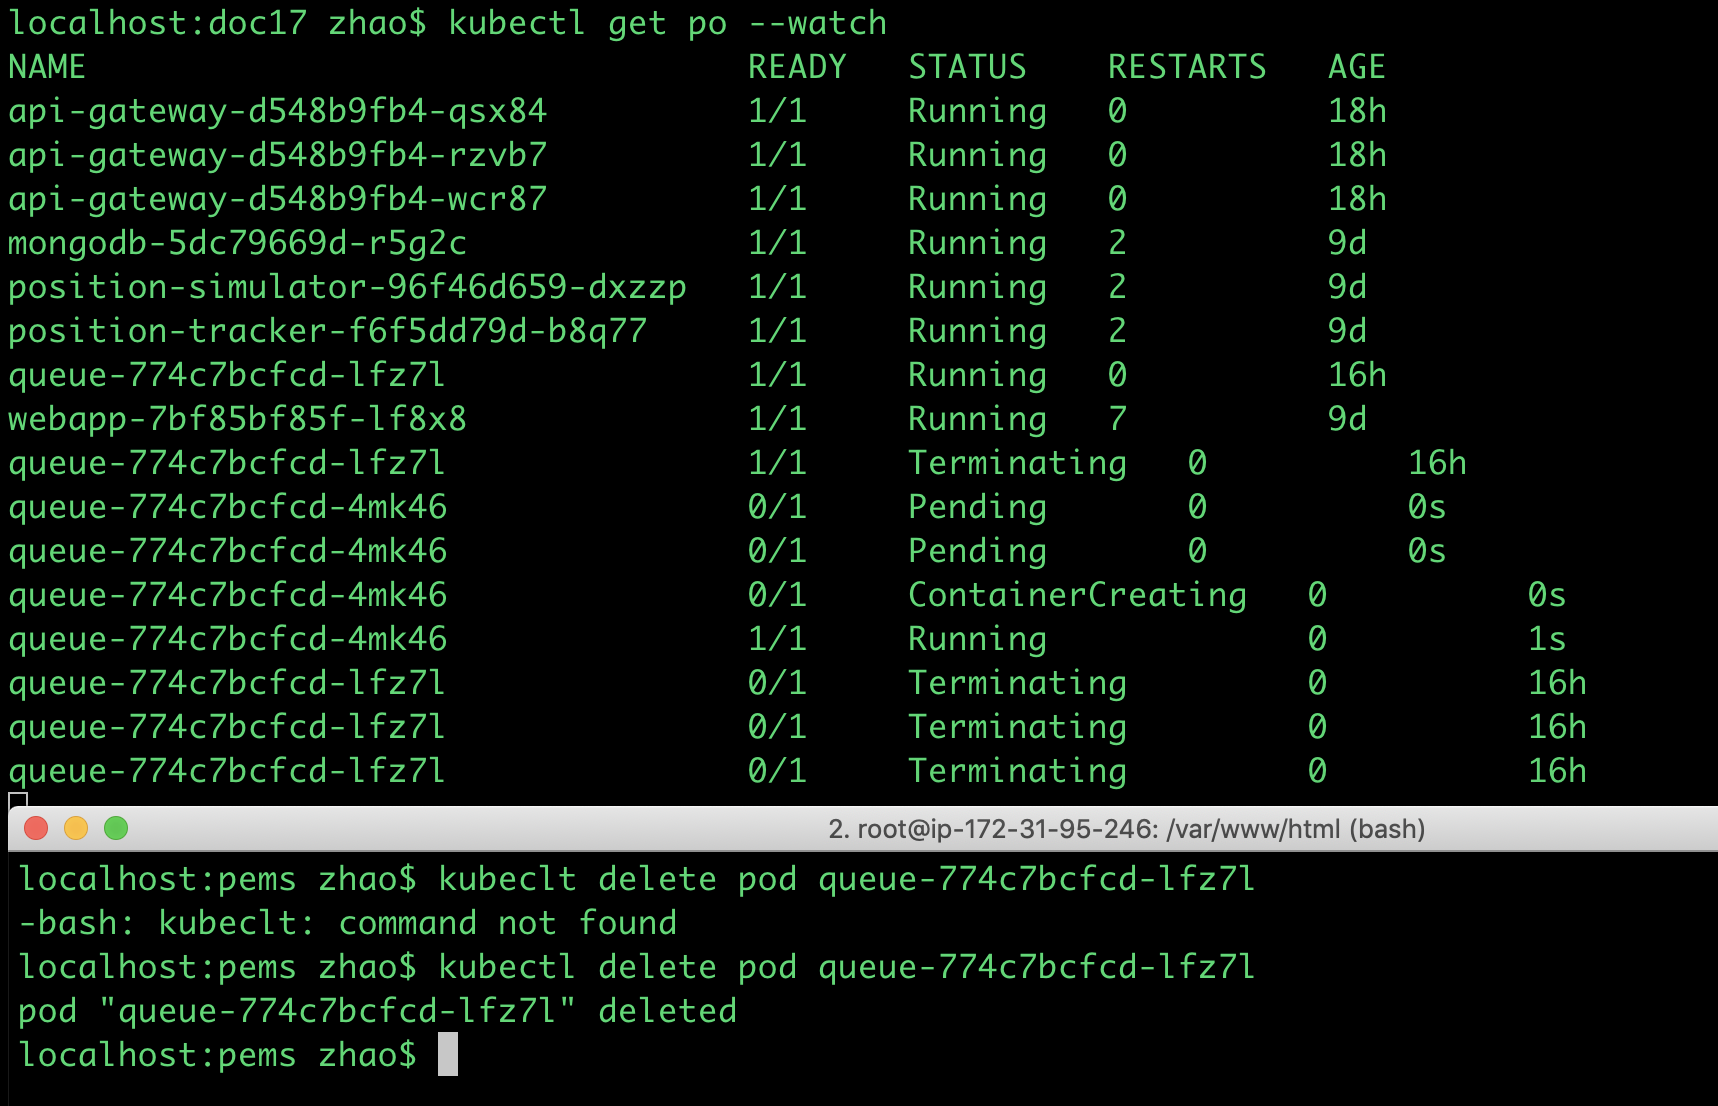 localhost:doc17 zhao$ kubectl get po --watch
NAME READY STATUS RESTARTS AGE
api-gateway-d548b9fb4-qsx84 1/1 Running 0 18h
api-gateway-d548b9fb4-rzvb7 1/1 Running 0 18h
api-gateway-d548b9fb4-wcr87 1/1 Running 0 18h
mongodb-5dc79669d-r5g2c 1/1 Running 2 9d
position-simulator-96f46d659-dxzzp 1/1 Running 2 9d
position-tracker-f6f5dd79d-b8q77 1/1 Running 2 9d
queue-774c7bcfcd-lfz7l 1/1 Running 0 16h
webapp-7bf85bf85f-lf8x8 1/1 Running 7 9d
queue-774c7bcfcd-lfz7l 1/1 Terminating 0 16h
queue-774c7bcfcd-4mk46 0/1 Pending 0 0s
queue-774c7bcfcd-4mk46 0/1 Pending 0 0s
queue-774c7bcfcd-4mk46 0/1 ContainerCreating 0 0s
queue-774c7bcfcd-4mk46 1/1 Running 0 1s
queue-774c7bcfcd-lfz7l 0/1 Terminating 0 16h
queue-774c7bcfcd-lfz7l 0/1 Terminating 0 16h
queue-774c7bcfcd-lfz7l 0/1 Terminating 0 16h
2. root@ip-172-31-95-246: /var/www/html (bash)
localhost:pems zhao$ kubeclt delete pod queue-774c7bcfcd-lfz7l
-bash: kubeclt: command not found
localhost:pems zhao$ kubectl delete pod queue-774c7bcfcd-lfz7l
pod "queue-774c7bcfcd-lfz7l" deleted
localhost:pems zhao$